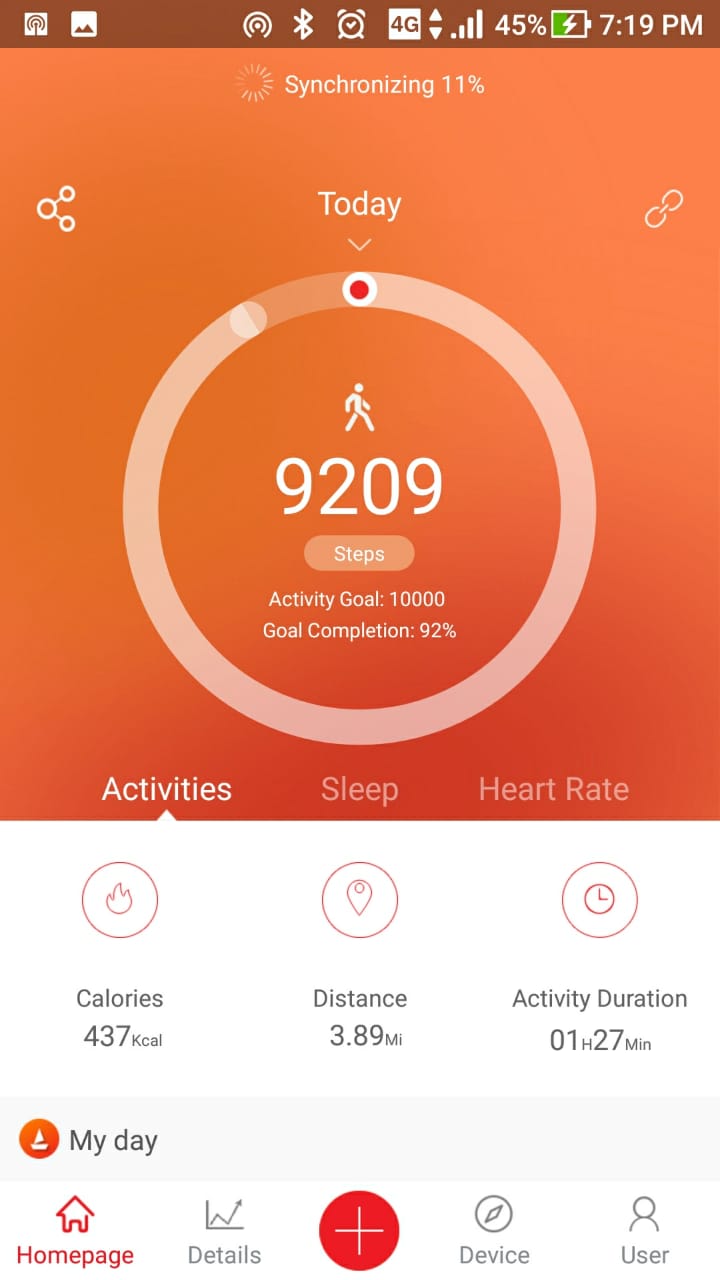 4G 45% 7:19 PM
Synchronizing 11%
Today
9209
Steps
Activity Goal: 10000
Goal Completion: 92%
Activities Sleep Heart Rate
Calories Distance Activity Duration
437Kcal 3.89Mi 01H27Min
My day
Homepage Details Device User